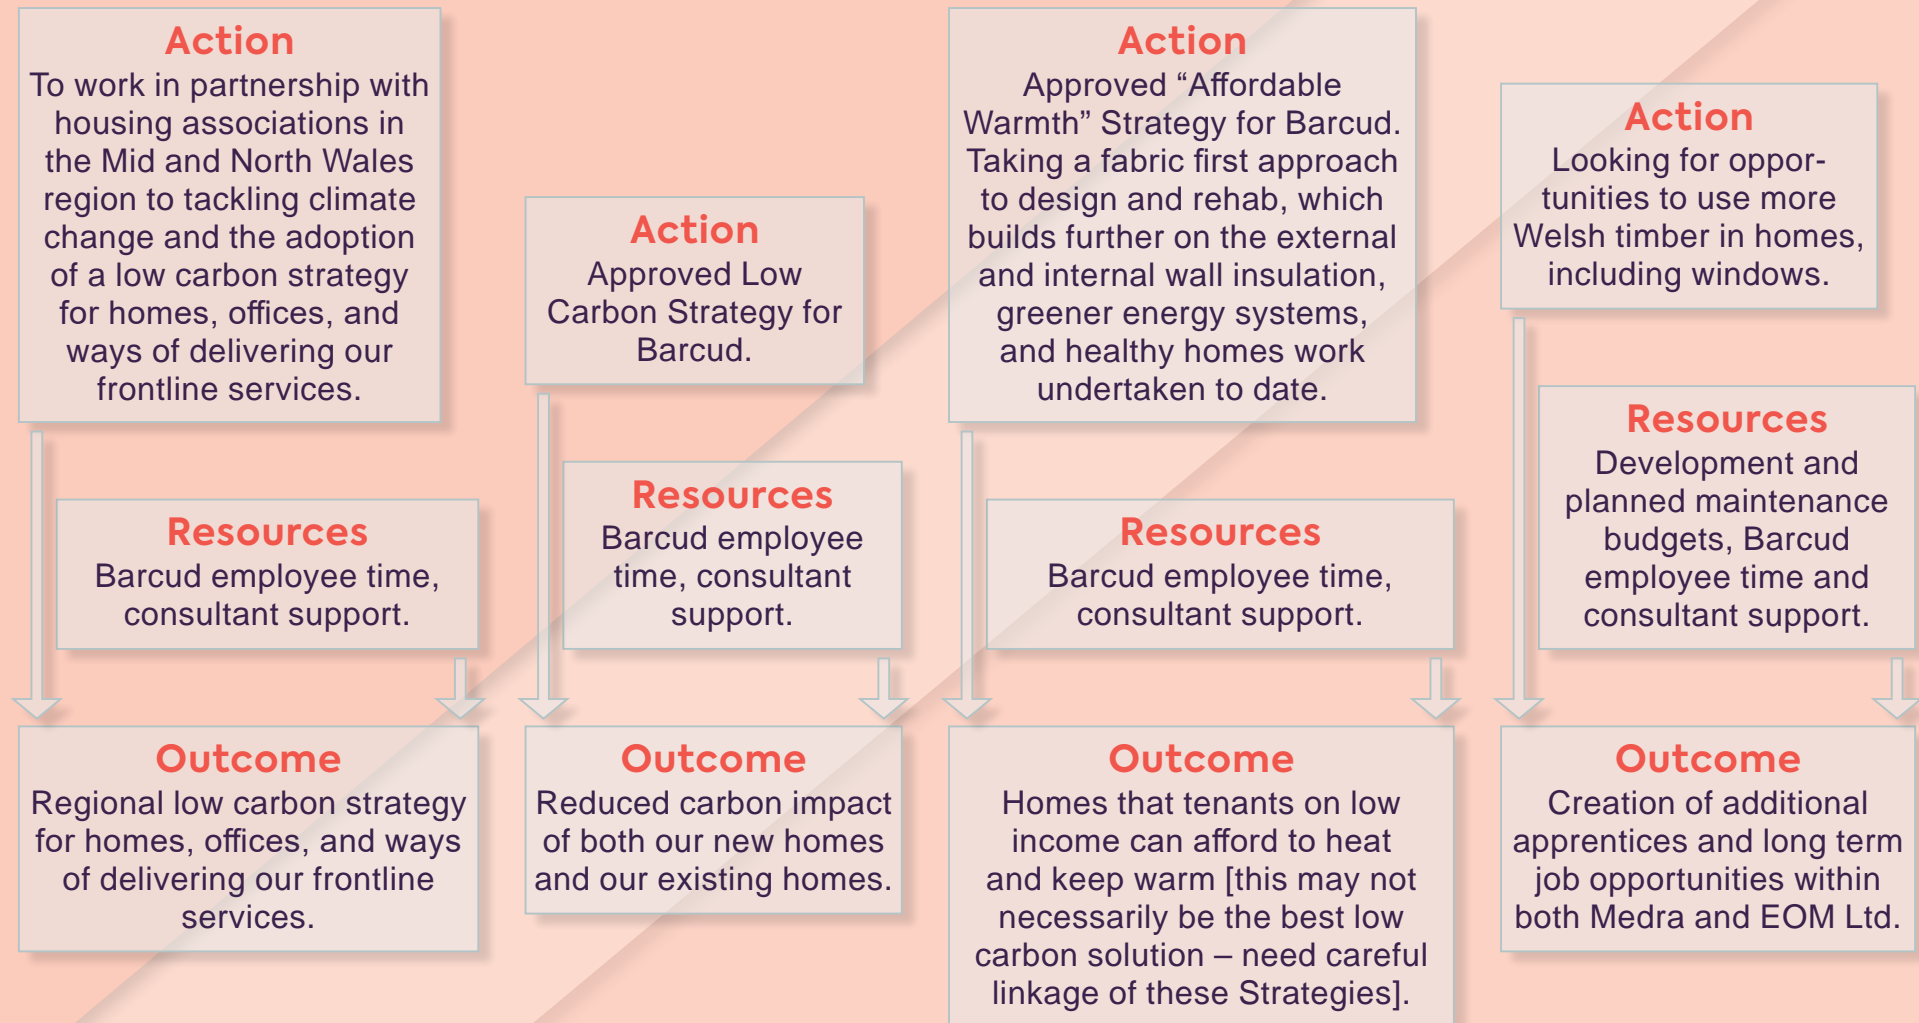 Action
To work in partnership with
housing associations in
the Mid and North Wales
region to tackling climate
change and the adoption
of a low carbon strategy
for homes, offices, and
ways of delivering our
frontline services.
Resources
Barcud employee time,
consultant support.
Outcome
Regional low carbon strategy
for homes, offices, and ways
of delivering our frontline
services.
Action
Approved Low
Carbon Strategy for
Barcud.
Resources
Barcud employee
time, consultant
support.
Outcome
Reduced carbon impact
of both our new homes
and our existing homes.
Action
Approved “Affordable
Warmth” Strategy for Barcud.
Taking a fabric first approach
to design and rehab, which
builds further on the external
and internal wall insulation,
greener energy systems,
and healthy homes work
undertaken to date.
Resources
Barcud employee time,
consultant support.
Outcome
Homes that tenants on low
income can afford to heat
and keep warm [this may not
necessarily be the best low
carbon solution – need careful
linkage of these Strategies].
Action
Looking for oppor-
tunities to use more
Welsh timber in homes,
including windows.
Resources
Development and
planned maintenance
budgets, Barcud
employee time and
consultant support.
Outcome
Creation of additional
apprentices and long term
job opportunities within
both Medra and EOM Ltd.